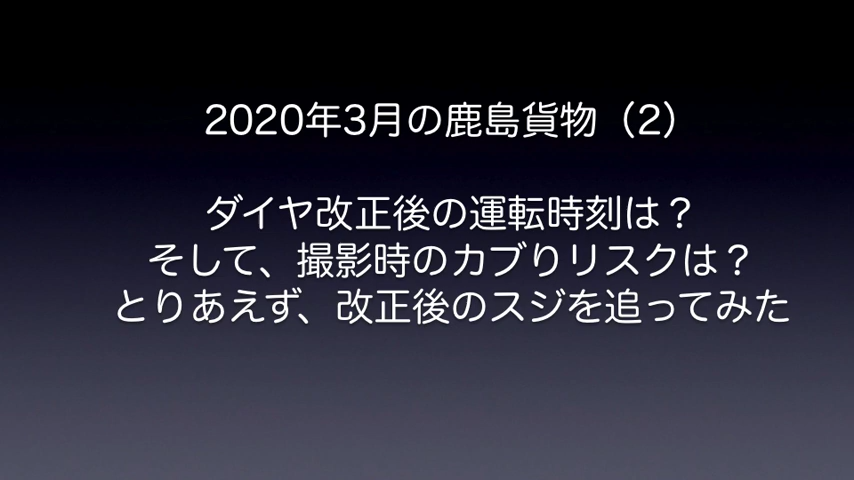 2020年3月の鹿島貨物（2）
ダイヤ改正後の運転時刻は？
そして、撮影時のカブりリスクは？
とりあえず、改正後のスジを追ってみた